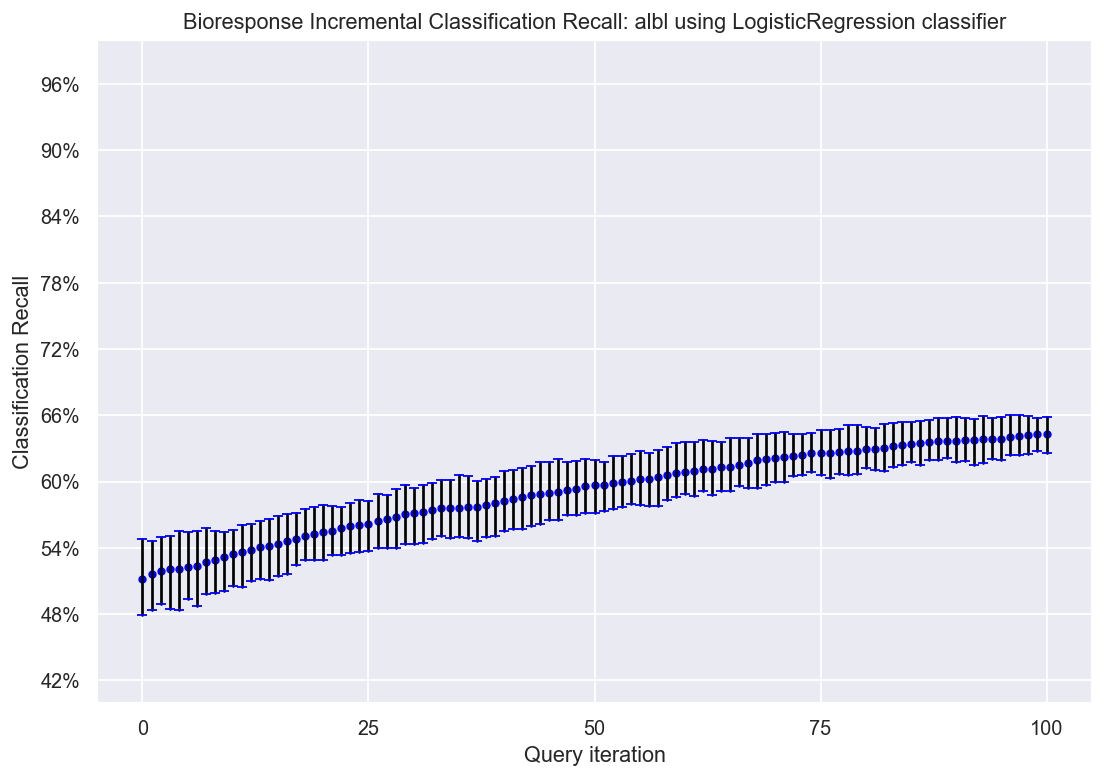 Bioresponse Incremental Classification Recall: albl using LogisticRegression classifier
96%
90%
84%
78%
72%
66%
60%
54%
48%
42%
Classification Recall
0 25 50 75 100
Query iteration